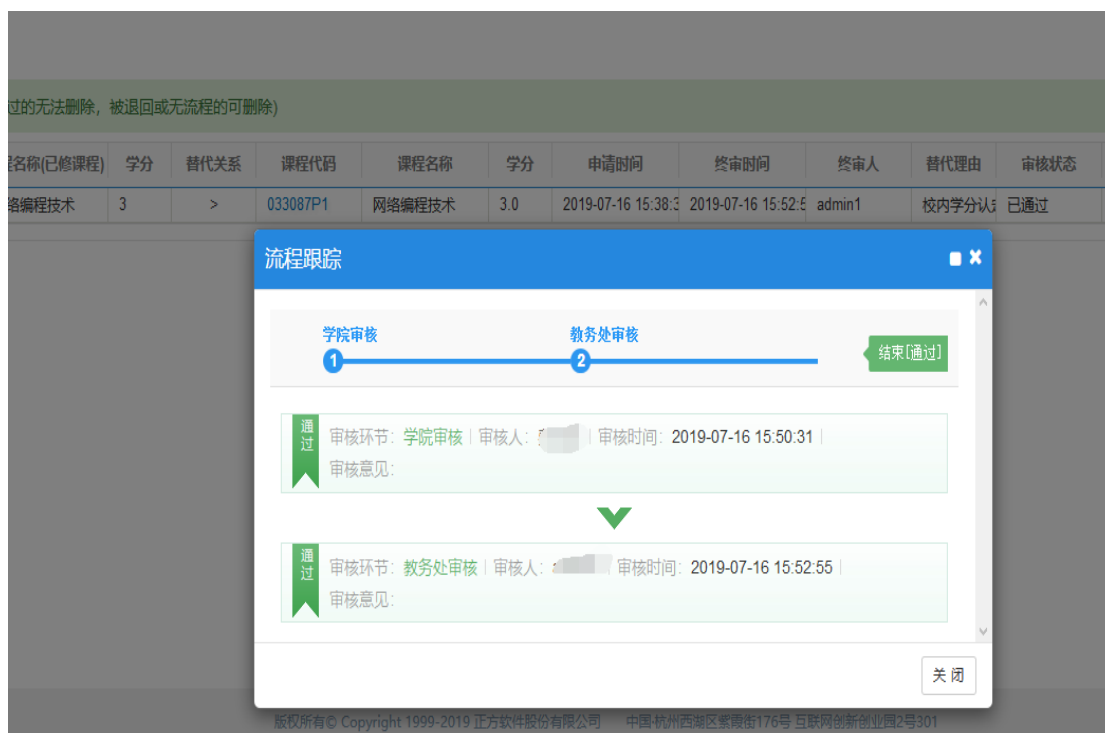 过的无法删除，被退回或无流程的可删除)
程名称(已修课程) 学分 替代关系 课程代码 课程名称 学分 申请时间 终审时间 终审人 替代理由 审核状态
络编程技术 3 > 033087P1 网络编程技术 3.0 2019-07-16 15:38:3 2019-07-16 15:52:5 admin1 校内学分认 已通过
流程跟踪
学院审核 教务处审核
1 2 结束[通过]
通过 审核环节：学院审核 审核人： 审核时间：2019-07-16 15:50:31
审核意见：
通过 审核环节：教务处审核 审核人： 审核时间：2019-07-16 15:52:55
审核意见：
关 闭
版权所有© Copyright 1999-2019 正方软件股份有限公司 中国·杭州西湖区紫霞街176号 互联网创新创业园2号301